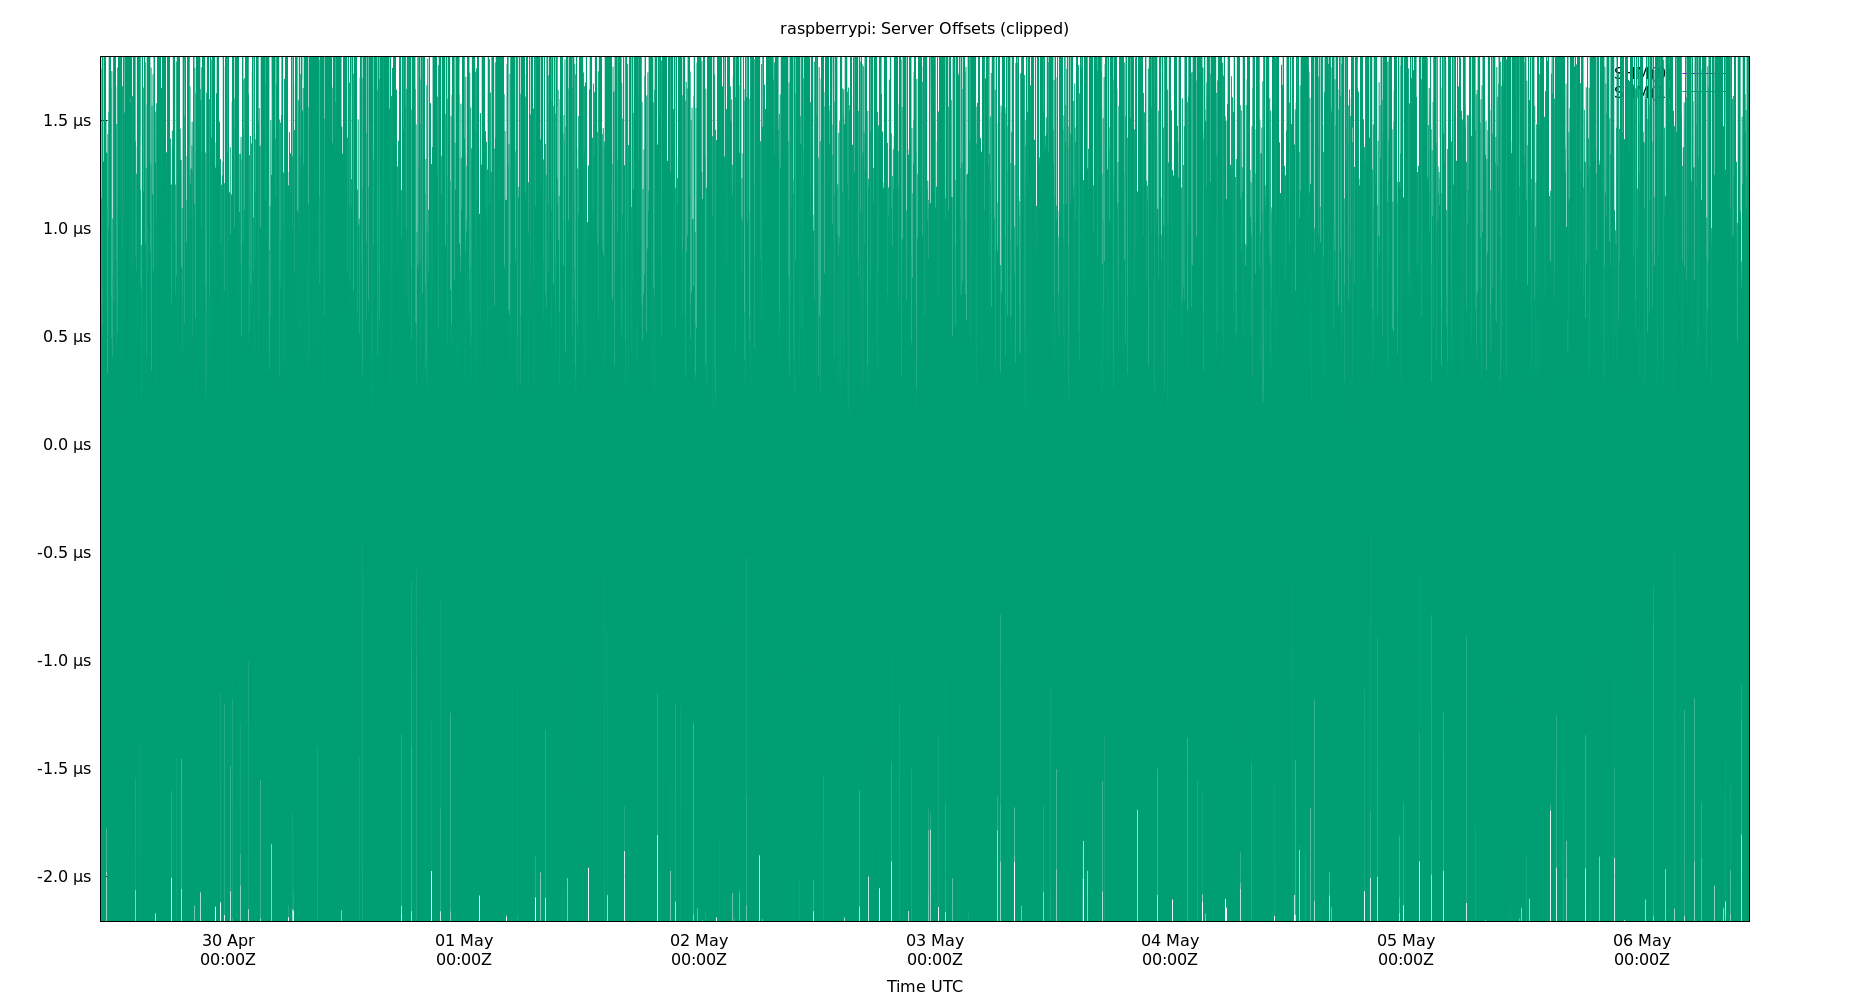 raspberrypi: Server Offsets (clipped)
1.5 µs
1.0 µs
0.5 µs
0.0 µs
-0.5 µs
-1.0 µs
-1.5 µs
-2.0 µs
30 Apr
00:00Z
01 May
00:00Z
02 May
00:00Z
03 May
00:00Z
04 May
00:00Z
05 May
00:00Z
06 May
00:00Z
Time UTC